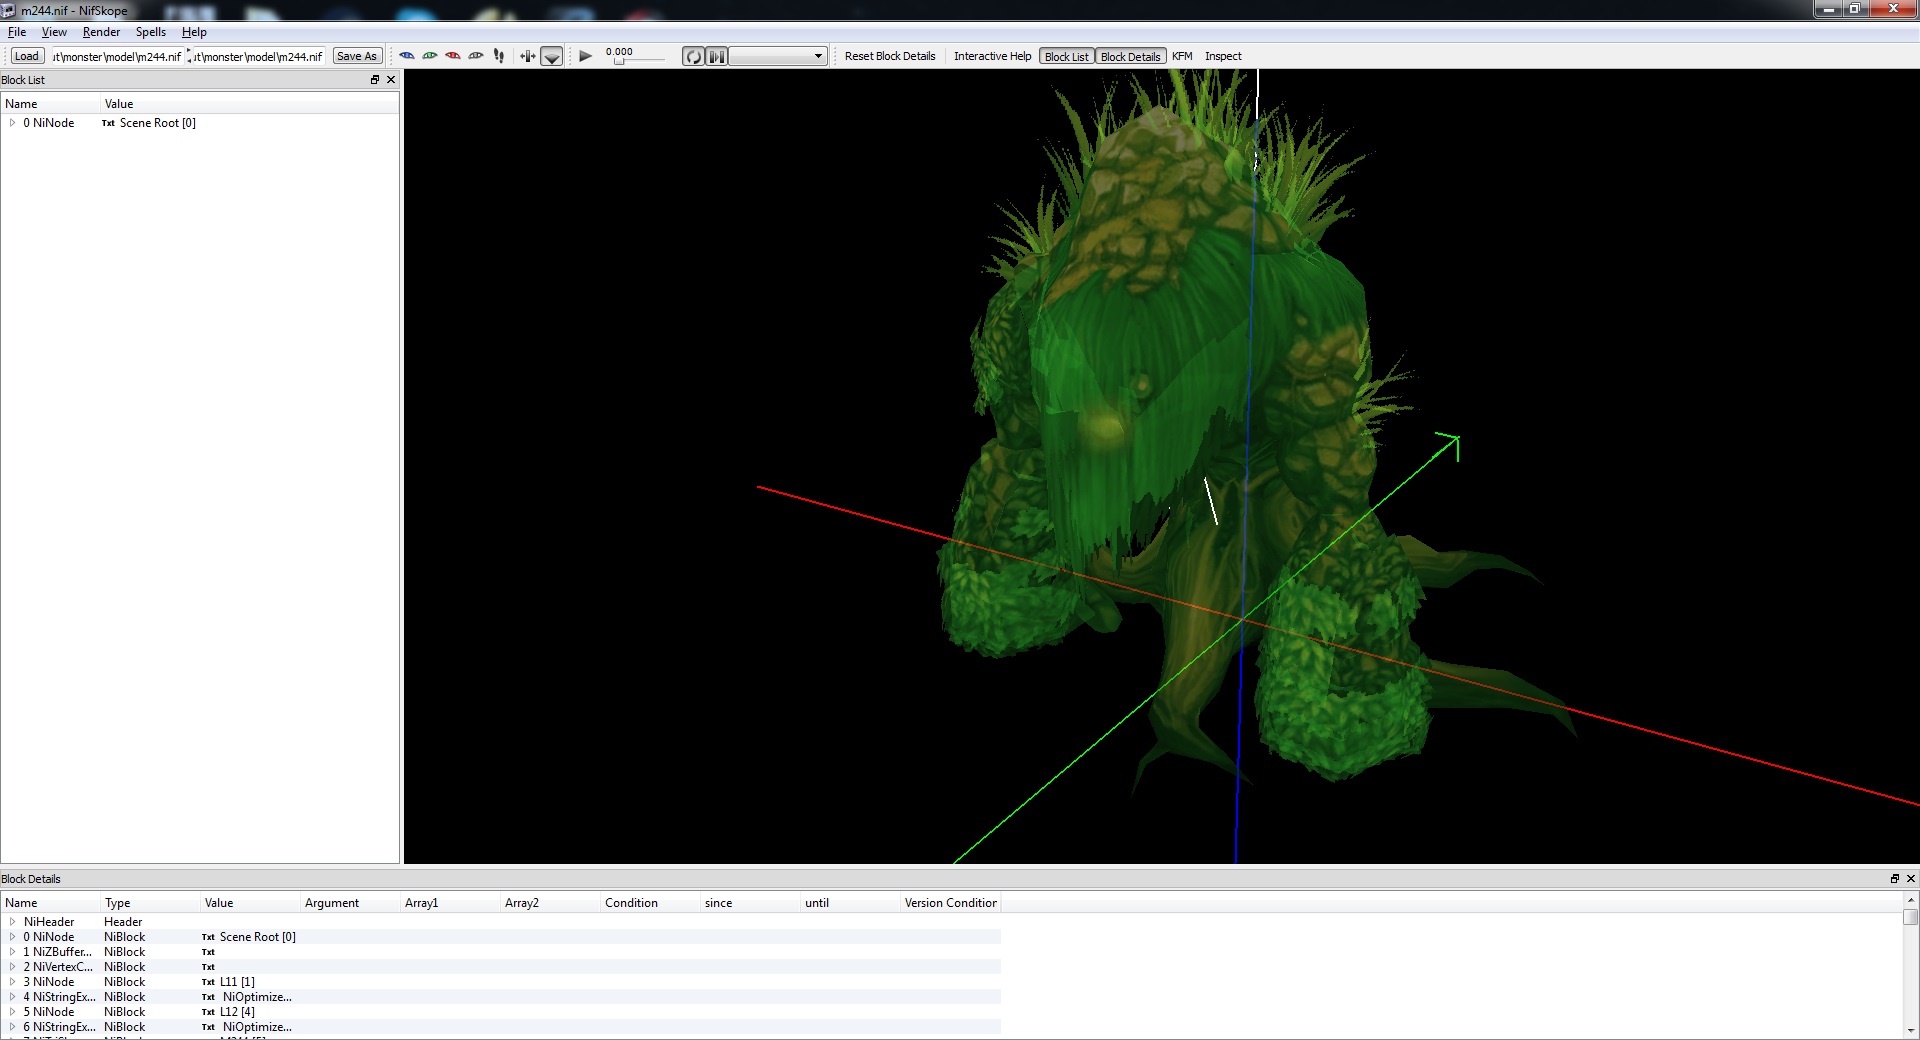 m244.nif - NifSkope
File View Render Spells Help
Load ut\monster\model\m244.nif ut\monster\model\m244.nif Save As 0.000 Reset Block Details Interactive Help Block List Block Details KFM Inspect
Block List
Name Value
0 NiNode Txt Scene Root [0]
Block Details
Name Type Value Argument Array1 Array2 Condition since until Version Condition
NiHeader Header
0 NiNode NiBlock Txt Scene Root [0]
1 NiZBuffer... NiBlock Txt
2 NiVertexC... NiBlock Txt
3 NiNode NiBlock Txt L11 [1]
4 NiStringEx... NiBlock Txt NiOptimize...
5 NiNode NiBlock Txt L12 [4]
6 NiStringEx... NiBlock Txt NiOptimize...